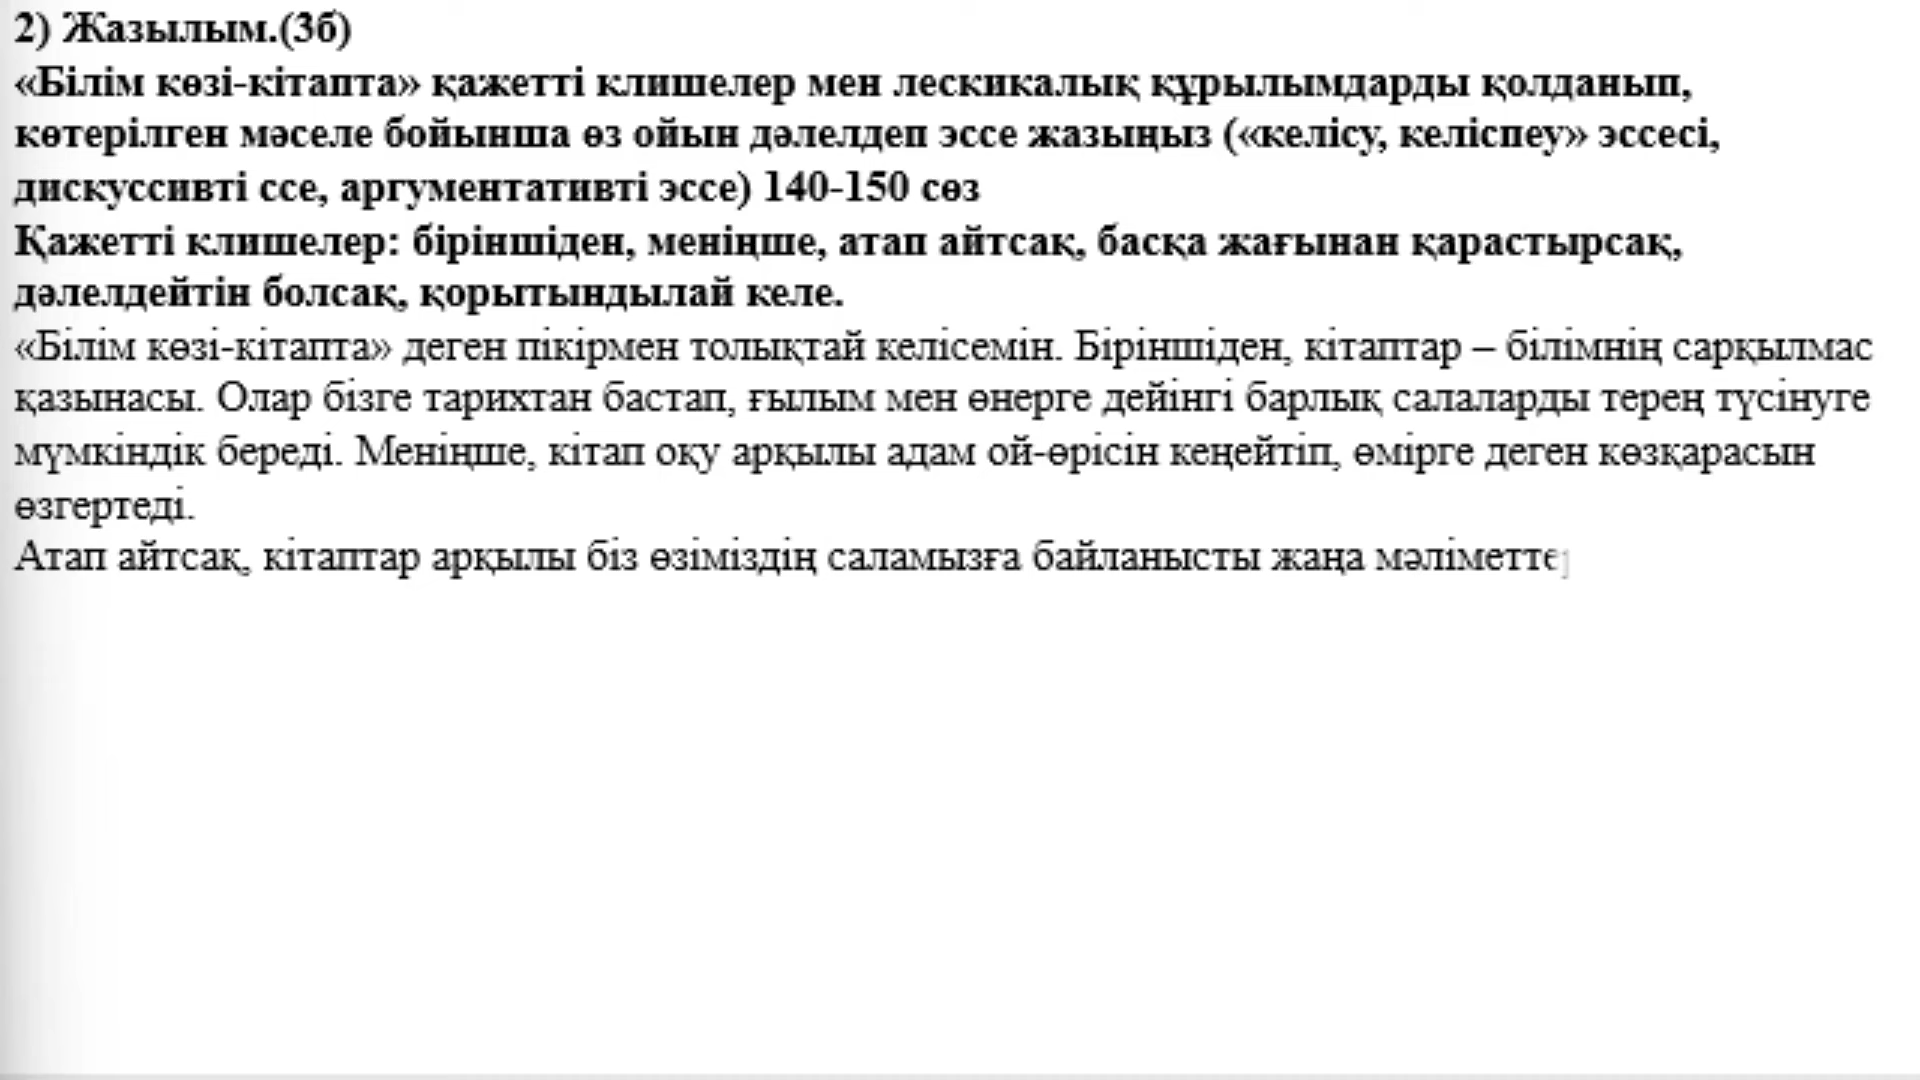 2) Жазылым.(3б)
«Білім көзі-кітапта» қажетті клишелер мен лескикалық құрылымдарды қолданып,
көтерілген мәселе бойынша өз ойын дәлелдеп эссе жазыңыз («келісу, келіспеу» эссесі,
дискуссивті ссе, аргументативті эссе) 140-150 сөз
Қажетті клишелер: біріншіден, меніңше, атап айтсақ, басқа жағынан қарастырсақ,
дәлелдейтін болсақ, қорытындылай келе.
«Білім көзі-кітапта» деген пікірмен толықтай келісемін. Біріншіден, кітаптар – білімнің сарқылмас
қазынасы. Олар бізге тарихтан бастап, ғылым мен өнерге дейінгі барлық салаларды терең түсінуге
мүмкіндік береді. Меніңше, кітап оқу арқылы адам ой-өрісін кеңейтіп, өмірге деген көзқарасын
өзгертеді.
Атап айтсақ, кітаптар арқылы біз өзіміздің саламызға байланысты жаңа